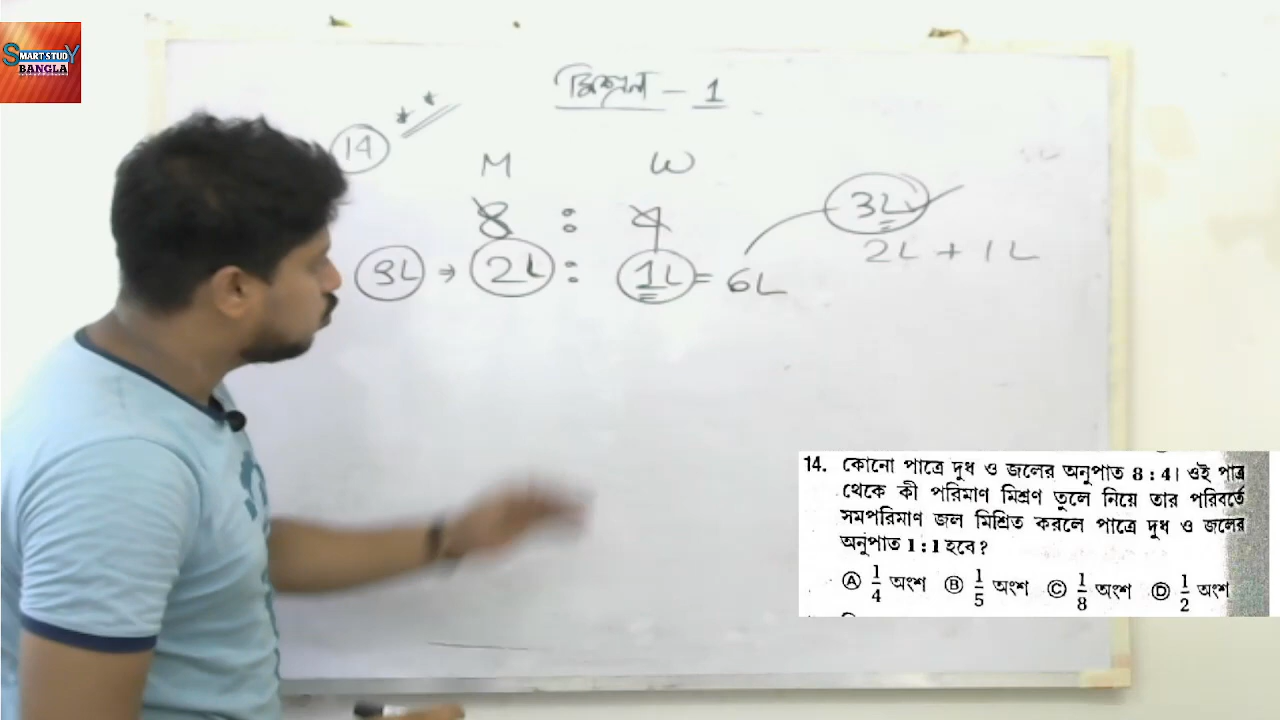 SMART STUDY
BANGLA
মিশ্রণ - 1
14
M W
8 : 4
3L → 2L : 1L = 6L
3L
2L + 1L
14. কোনো পাত্রে দুধ ও জলের অনুপাত 8 : 4। ওই পাত্র
থেকে কী পরিমাণ মিশ্রণ তুলে নিয়ে তার পরিবর্তে
সমপরিমাণ জল মিশ্রিত করলে পাত্রে দুধ ও জলের
অনুপাত 1 : 1 হবে?
Ⓐ 1/4 অংশ Ⓑ 1/5 অংশ Ⓒ 1/8 অংশ Ⓓ 1/2 অংশ